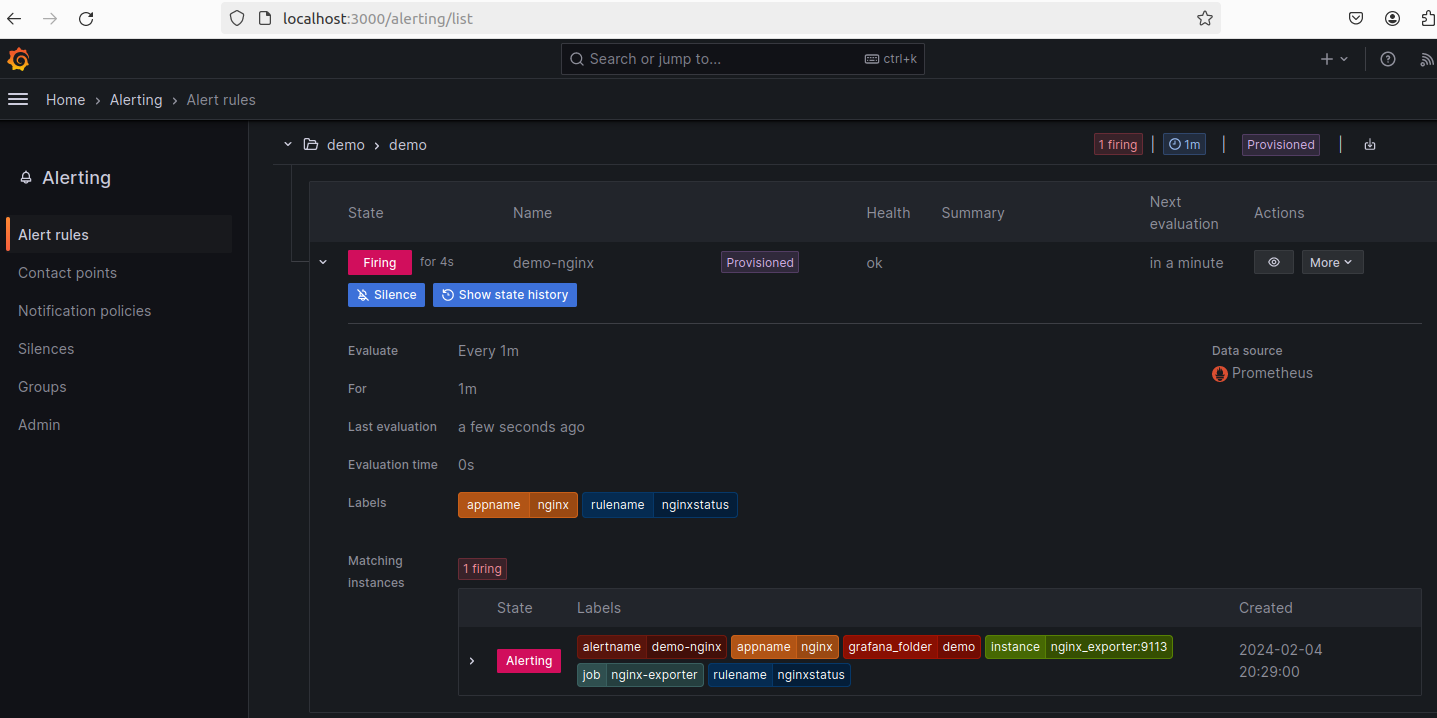 localhost:3000/alerting/list
Search or jump to... ctrl+k
Home › Alerting › Alert rules
demo › demo 1 firing 1m Provisioned
Alerting
Alert rules
Contact points
Notification policies
Silences
Groups
Admin
State Name Health Summary Next evaluation Actions
Firing for 4s demo-nginx Provisioned ok in a minute More
Silence Show state history
Evaluate Every 1m Data source
For 1m Prometheus
Last evaluation a few seconds ago
Evaluation time 0s
Labels appname nginx rulename nginxstatus
Matching instances 1 firing
State Labels Created
Alerting alertname demo-nginx appname nginx grafana_folder demo instance nginx_exporter:9113 2024-02-04
job nginx-exporter rulename nginxstatus 20:29:00